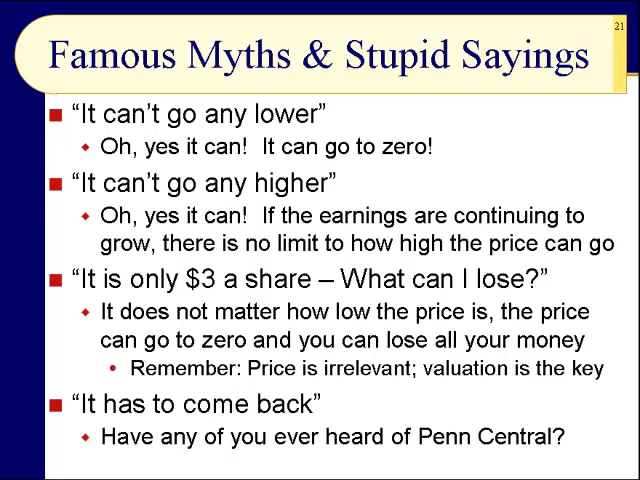 21
Famous Myths & Stupid Sayings
“It can’t go any lower”
Oh, yes it can!  It can go to zero!
“It can’t go any higher”
Oh, yes it can!  If the earnings are continuing to
grow, there is no limit to how high the price can go
“It is only $3 a share – What can I lose?”
It does not matter how low the price is, the price
can go to zero and you can lose all your money
Remember: Price is irrelevant; valuation is the key
“It has to come back”
Have any of you ever heard of Penn Central?